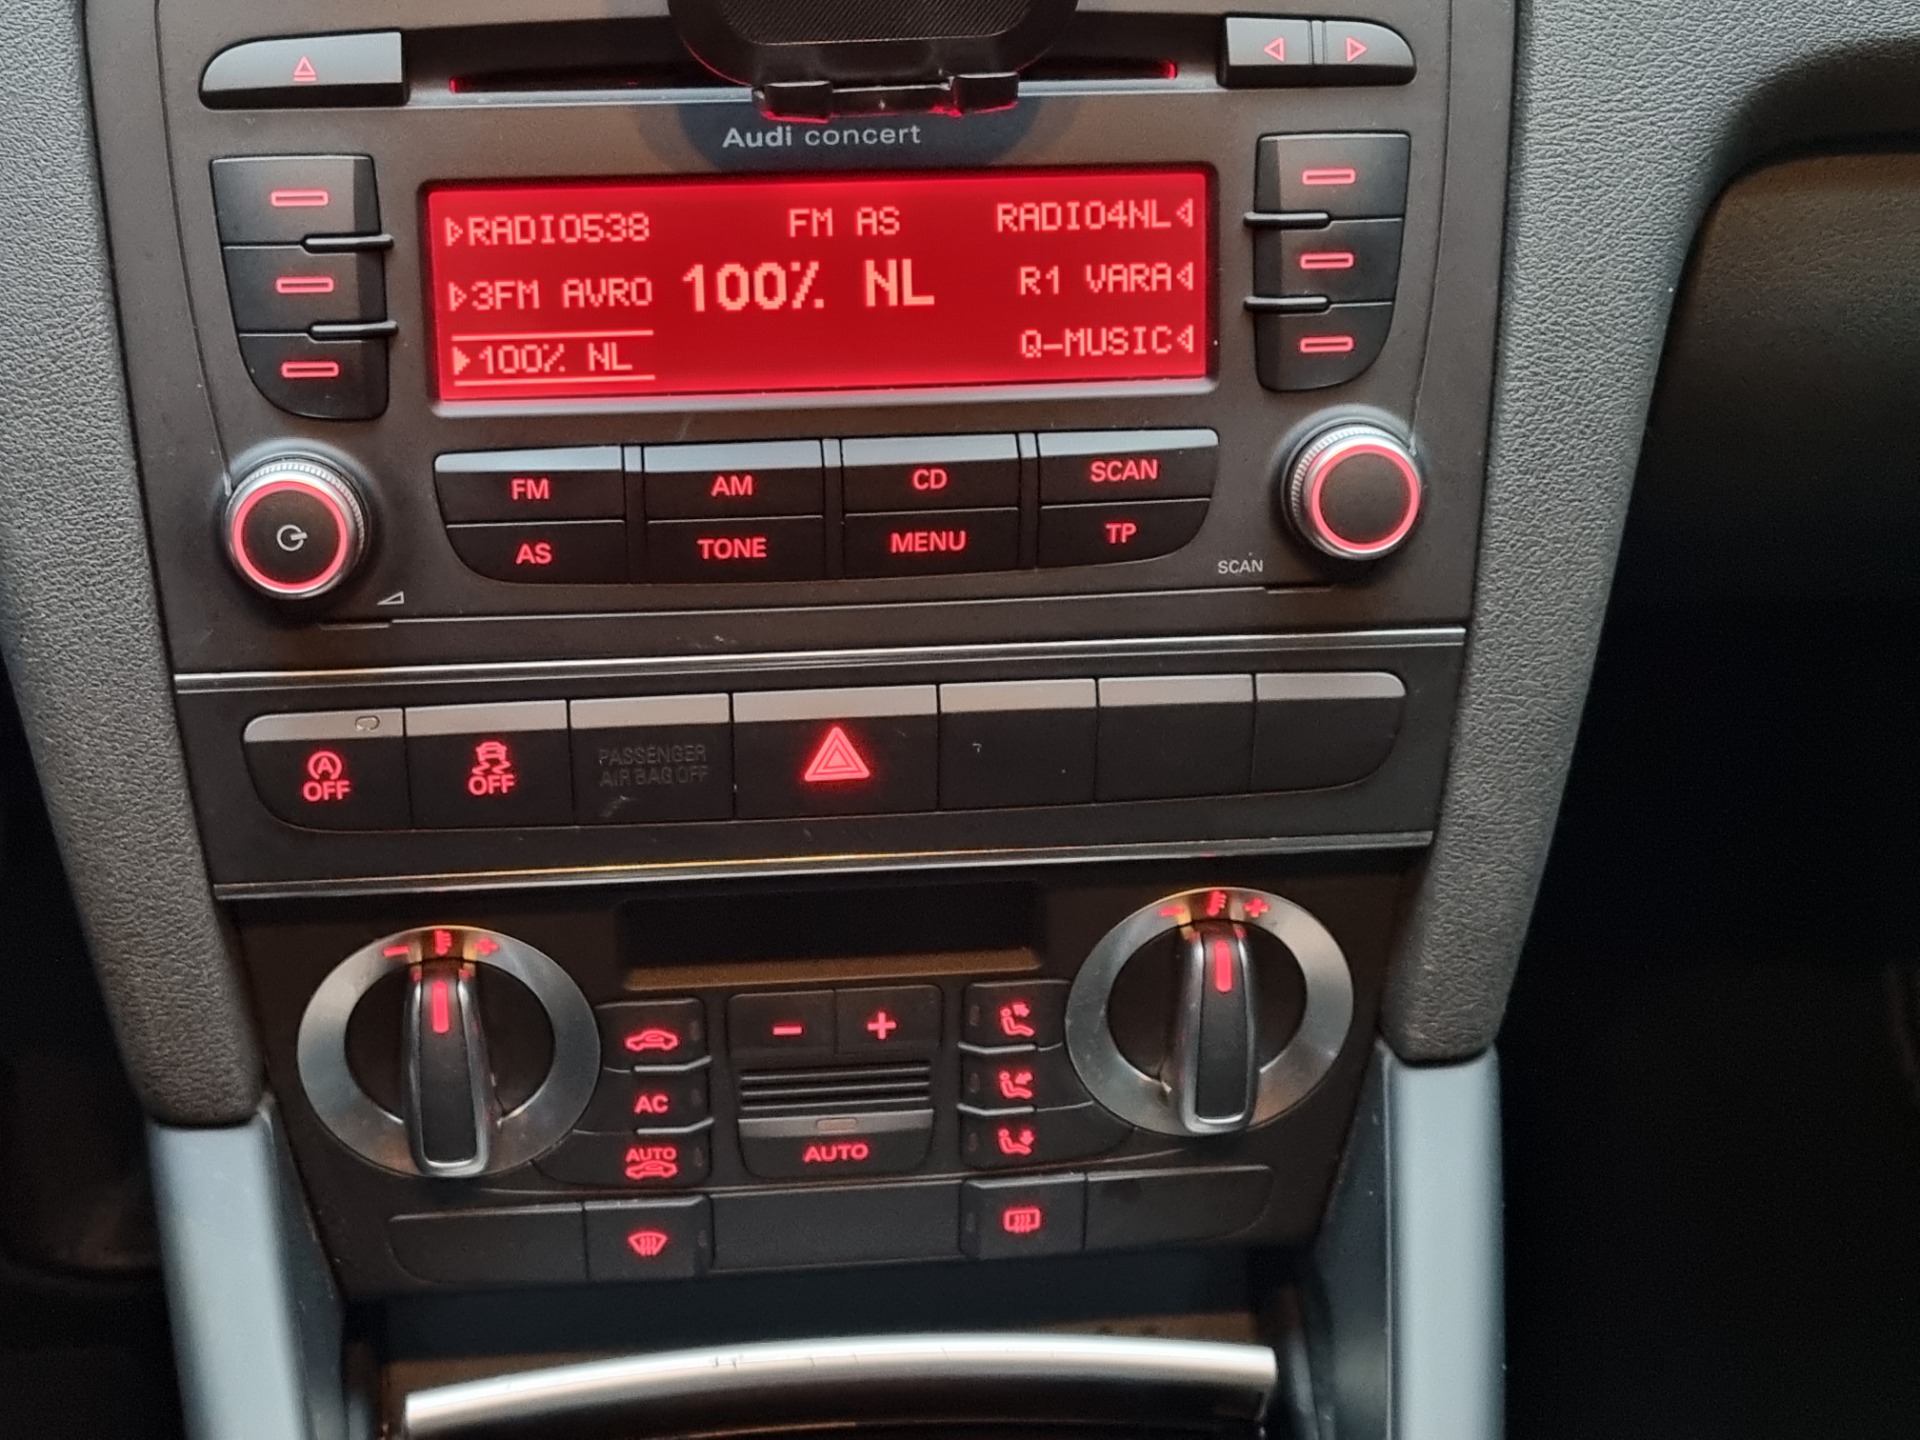 Audi concert
RADIO538 FM AS RADIO4NL
3FM AVRO 100% NL R1 VARA
100% NL Q-MUSIC
FM AM CD SCAN
AS TONE MENU TP
SCAN
A
OFF
OFF
PASSENGER
AIR BAG OFF
- +
- +
- +
AC
AUTO
AUTO